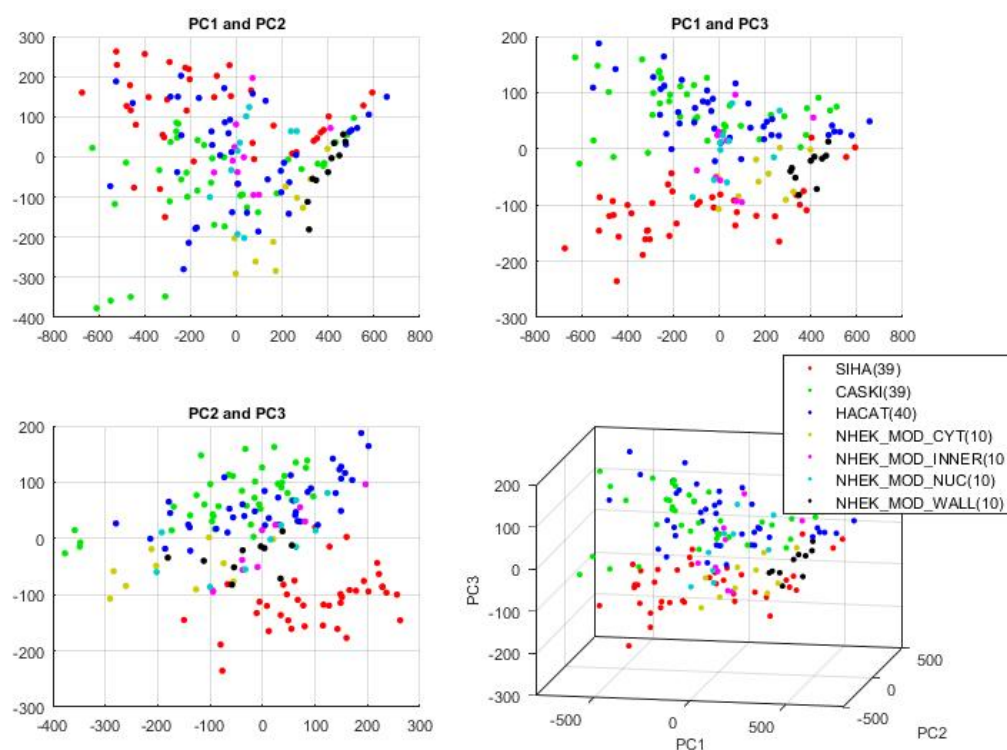 PC1 and PC2
300
200
100
0
-100
-200
-300
-400
-800 -600 -400 -200 0 200 400 600 800
PC1 and PC3
200
100
0
-100
-200
-300
-800 -600 -400 -200 0 200 400 600 800
PC2 and PC3
200
100
0
-100
-200
-300
-400 -300 -200 -100 0 100 200 300
SIHA(39)
CASKI(39)
HACAT(40)
NHEK_MOD_CYT(10)
NHEK_MOD_INNER(10
NHEK_MOD_NUC(10)
NHEK_MOD_WALL(10)
PC3
200
100
0
-100
-200
-300
-500 0 500
PC1
500
0
-500
PC2